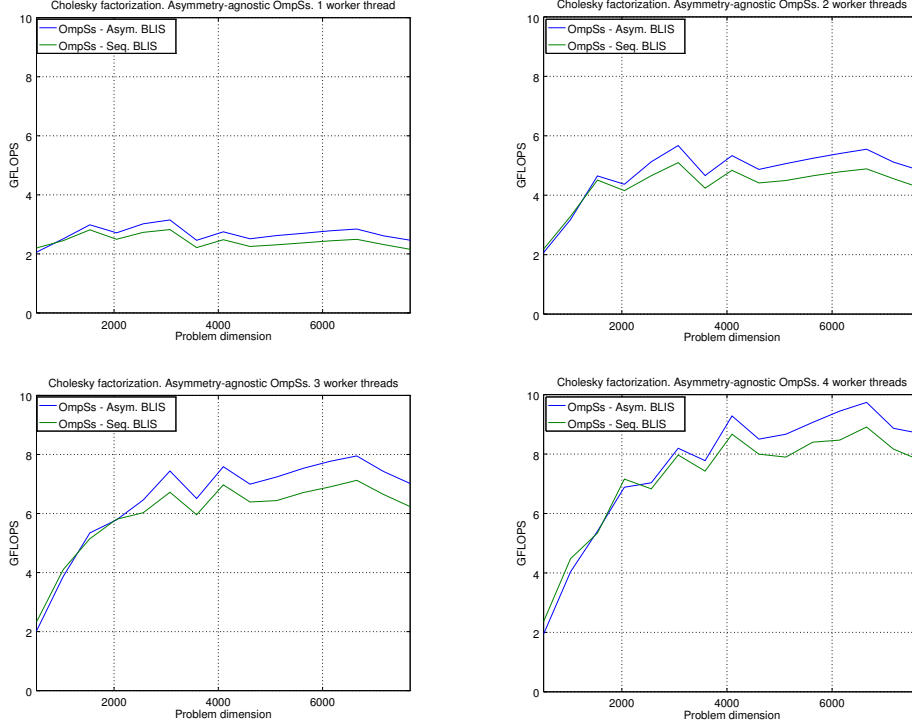 Cholesky factorization. Asymmetry-agnostic OmpSs. 1 worker thread
10
8
6
4
2
0
GFLOPS
OmpSs - Asym. BLIS
OmpSs - Seq. BLIS
2000
4000
6000
Problem dimension
Cholesky factorization. Asymmetry-agnostic OmpSs. 2 worker threads
10
8
6
4
2
0
GFLOPS
OmpSs - Asym. BLIS
OmpSs - Seq. BLIS
2000
4000
6000
Problem dimension
Cholesky factorization. Asymmetry-agnostic OmpSs. 3 worker threads
10
8
6
4
2
0
GFLOPS
OmpSs - Asym. BLIS
OmpSs - Seq. BLIS
2000
4000
6000
Problem dimension
Cholesky factorization. Asymmetry-agnostic OmpSs. 4 worker threads
10
8
6
4
2
0
GFLOPS
OmpSs - Asym. BLIS
OmpSs - Seq. BLIS
2000
4000
6000
Problem dimension